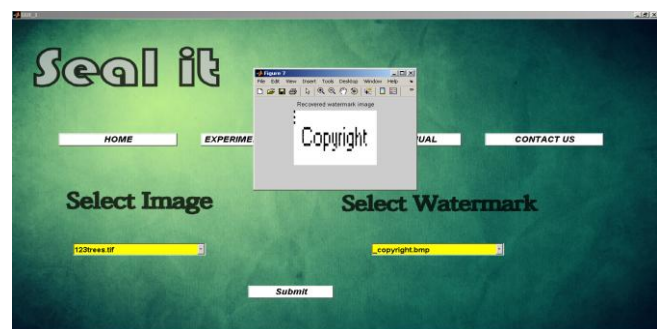 Seal it
Figure 7
File Edit View Insert Tools Desktop Window Help
Recovered watermark image
Copyright
HOME
EXPERIME
UAL
CONTACT US
Select Image
Select Watermark
123trees.tif
_copyright.bmp
Submit